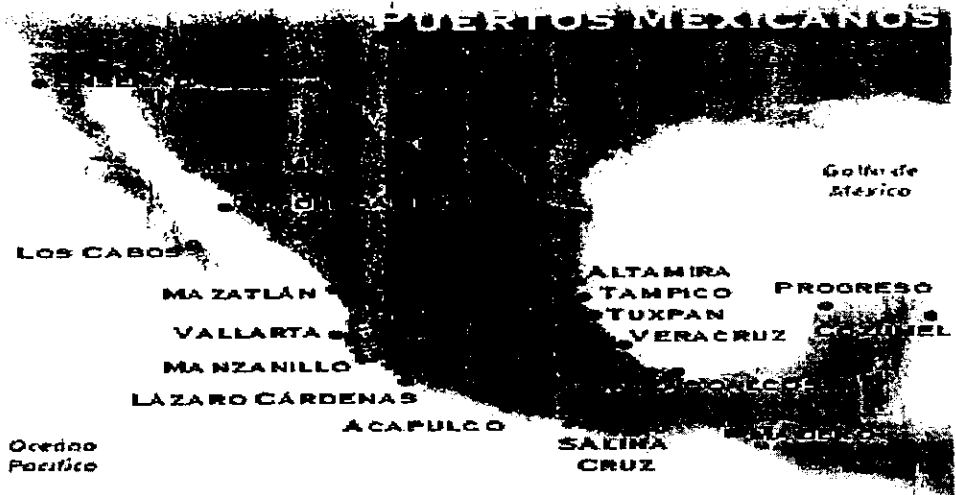 PUERTOS MEXICANOS
Golfo de
México
LOS CABOS
ALTAMIRA
MAZATLÁN
TAMPICO
PROGRESO
TUXPAN
COZUMEL
VALLARTA
VERACRUZ
MANZANILLO
LÁZARO CÁRDENAS
ACAPULCO
SALINA
CRUZ
Océano
Pacífico